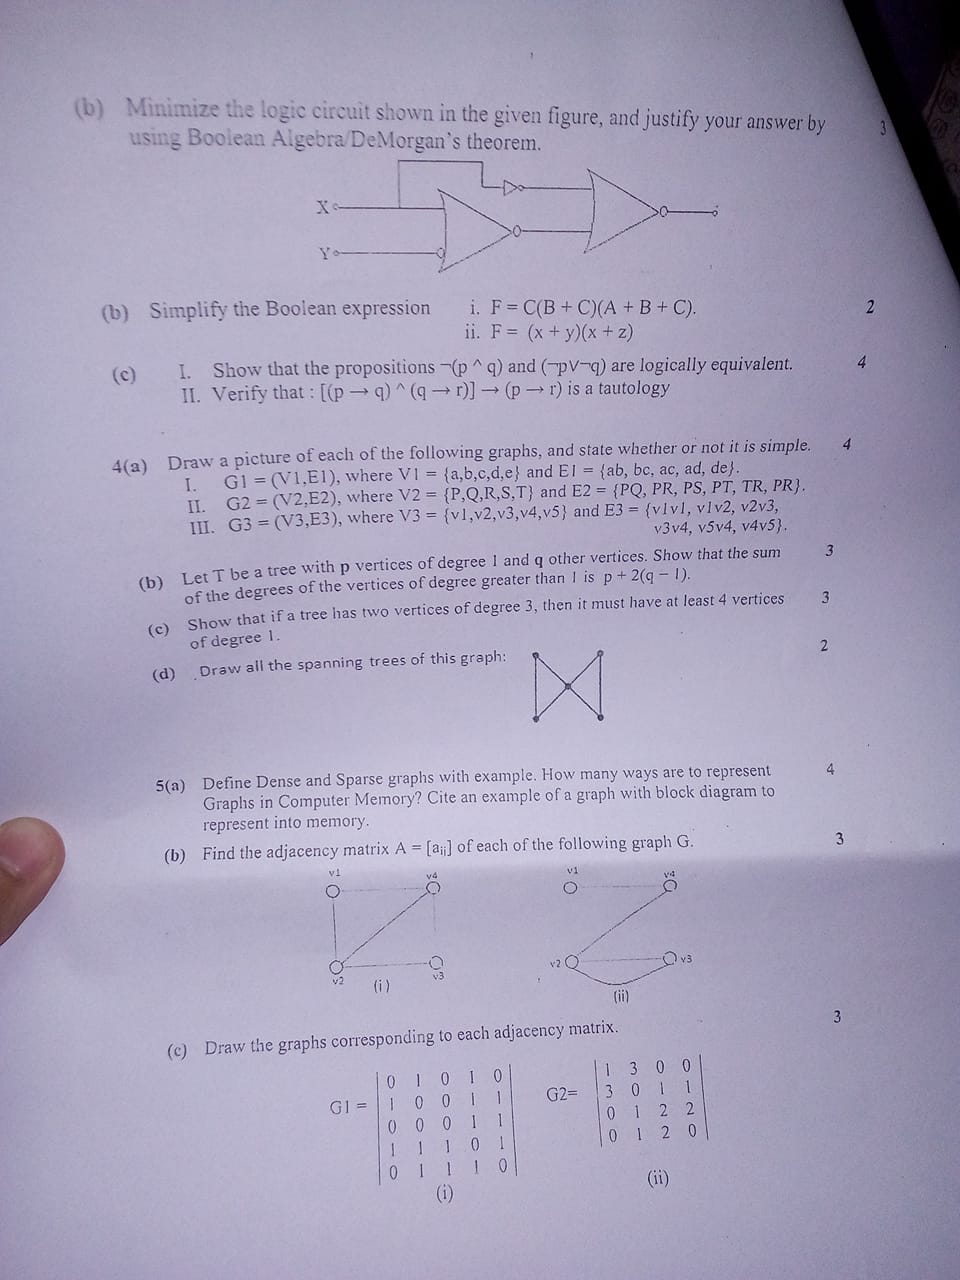 (b) Minimize the logic circuit shown in the given figure, and justify your answer by 3
using Boolean Algebra/DeMorgan's theorem.
X
Y
(b) Simplify the Boolean expression i. F = C(B + C)(A + B + C). 2
ii. F = (x + y)(x + z)
(c) I. Show that the propositions ¬(p ^ q) and (¬p∨¬q) are logically equivalent. 4
II. Verify that : [(p → q) ^ (q → r)] → (p → r) is a tautology
4(a) Draw a picture of each of the following graphs, and state whether or not it is simple. 4
I. G1 = (V1,E1), where V1 = {a,b,c,d,e} and E1 = {ab, bc, ac, ad, de}.
II. G2 = (V2,E2), where V2 = {P,Q,R,S,T} and E2 = {PQ, PR, PS, PT, TR, PR}.
III. G3 = (V3,E3), where V3 = {v1,v2,v3,v4,v5} and E3 = {v1v1, v1v2, v2v3,
v3v4, v5v4, v4v5}.
(b) Let T be a tree with p vertices of degree 1 and q other vertices. Show that the sum 3
of the degrees of the vertices of degree greater than 1 is p + 2(q − 1).
(c) Show that if a tree has two vertices of degree 3, then it must have at least 4 vertices 3
of degree 1.
(d) Draw all the spanning trees of this graph: 2
5(a) Define Dense and Sparse graphs with example. How many ways are to represent 4
Graphs in Computer Memory? Cite an example of a graph with block diagram to
represent into memory.
(b) Find the adjacency matrix A = [aij] of each of the following graph G. 3
v1 v4 v1 v4
v2 v3 v2 v3
(i) (ii)
(c) Draw the graphs corresponding to each adjacency matrix. 3
G1 = G2=
0 1 0 1 0
1 0 0 1 1
0 0 0 1 1
1 1 1 0 1
0 1 1 1 0
(i)
1 3 0 0
3 0 1 1
0 1 2 2
0 1 2 0
(ii)